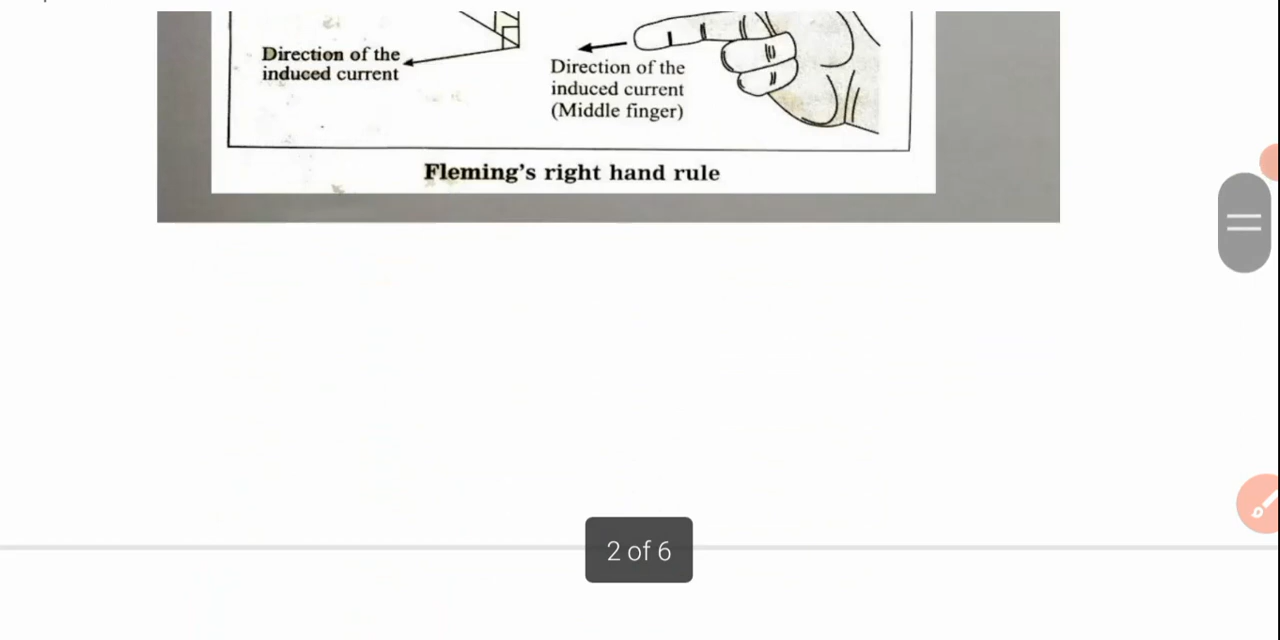 Direction of the
induced current
Direction of the
induced current
(Middle finger)
Fleming's right hand rule
2 of 6